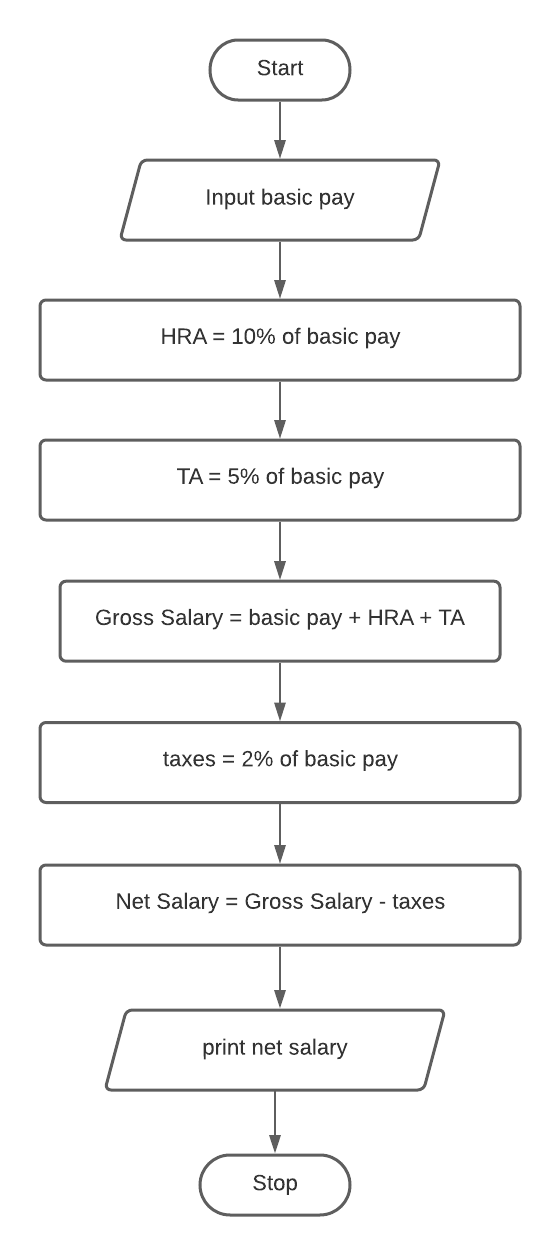 Start
Input basic pay
HRA = 10% of basic pay
TA = 5% of basic pay
Gross Salary = basic pay + HRA + TA
taxes = 2% of basic pay
Net Salary = Gross Salary - taxes
print net salary
Stop